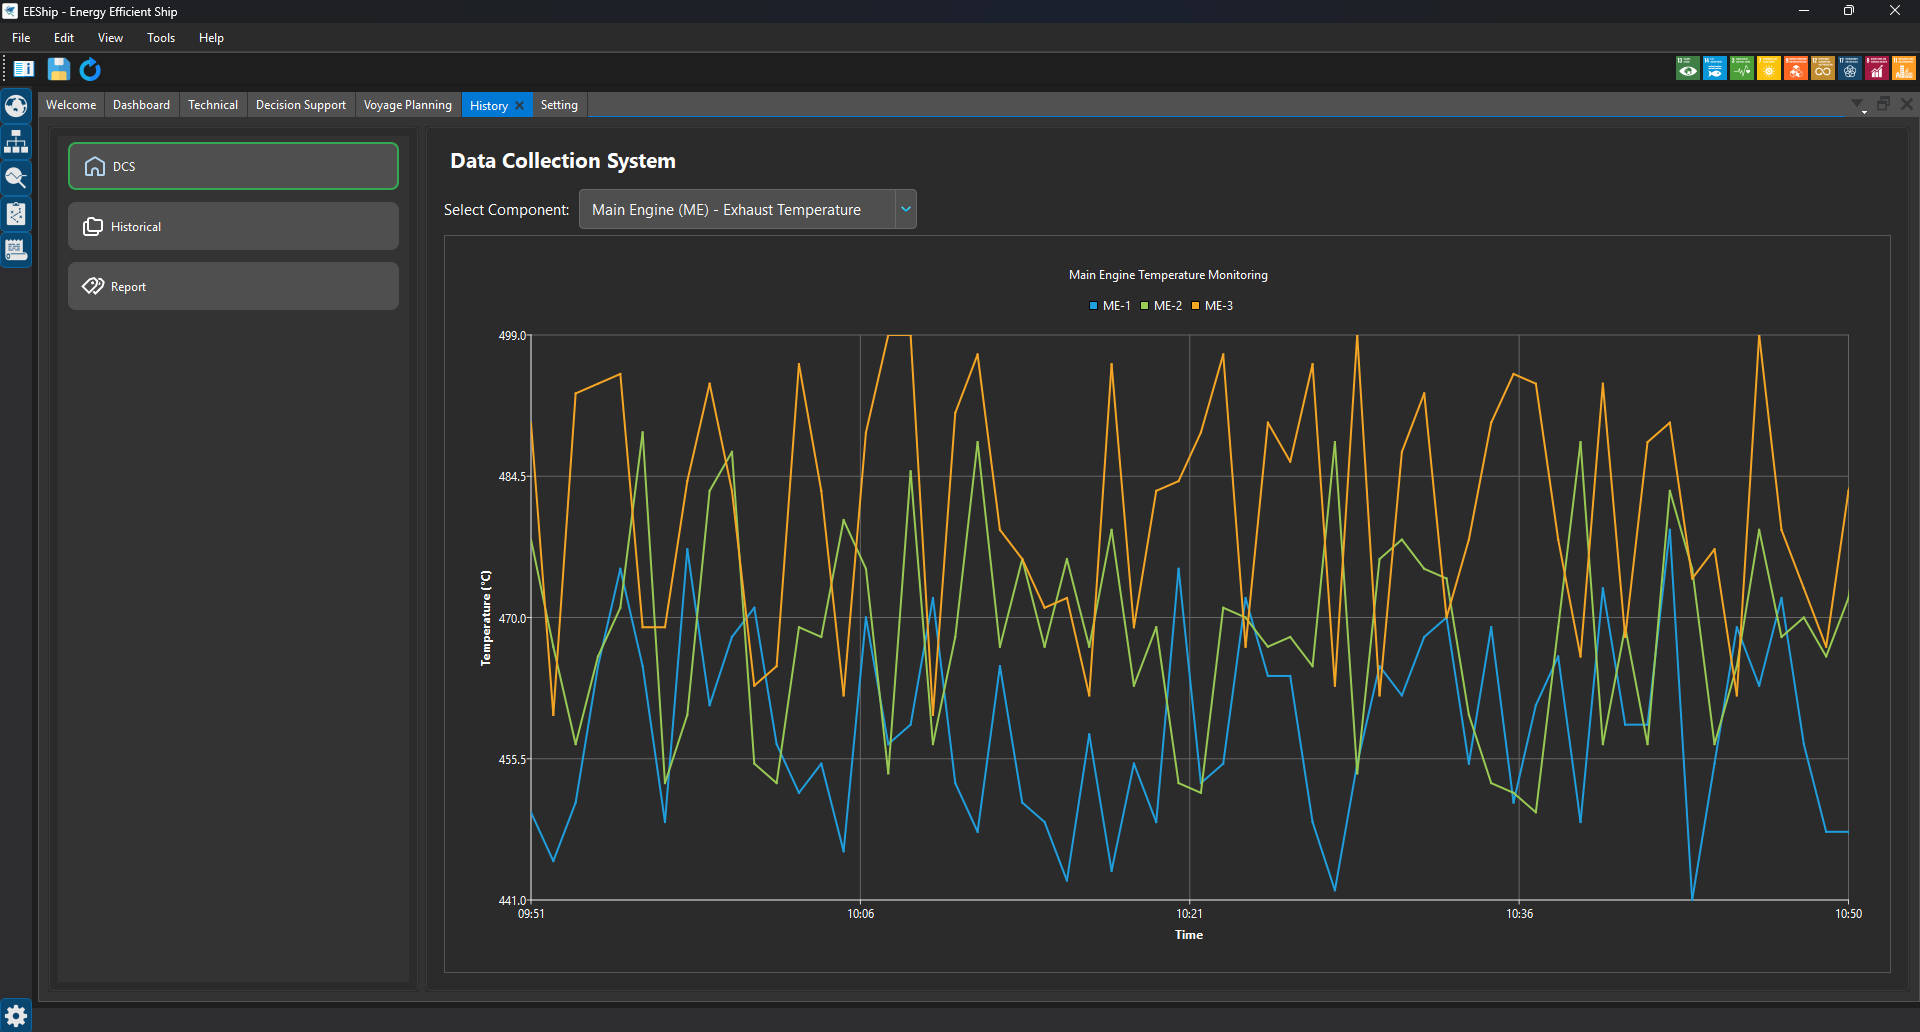 EEShip - Energy Efficient Ship
File Edit View Tools Help
Welcome Dashboard Technical Decision Support Voyage Planning History Setting
DCS
Historical
Report
Data Collection System
Select Component: Main Engine (ME) - Exhaust Temperature
Main Engine Temperature Monitoring
ME-1 ME-2 ME-3
499.0
484.5
470.0
455.5
441.0
Temperature (°C)
09:51 10:06 10:21 10:36 10:50
Time